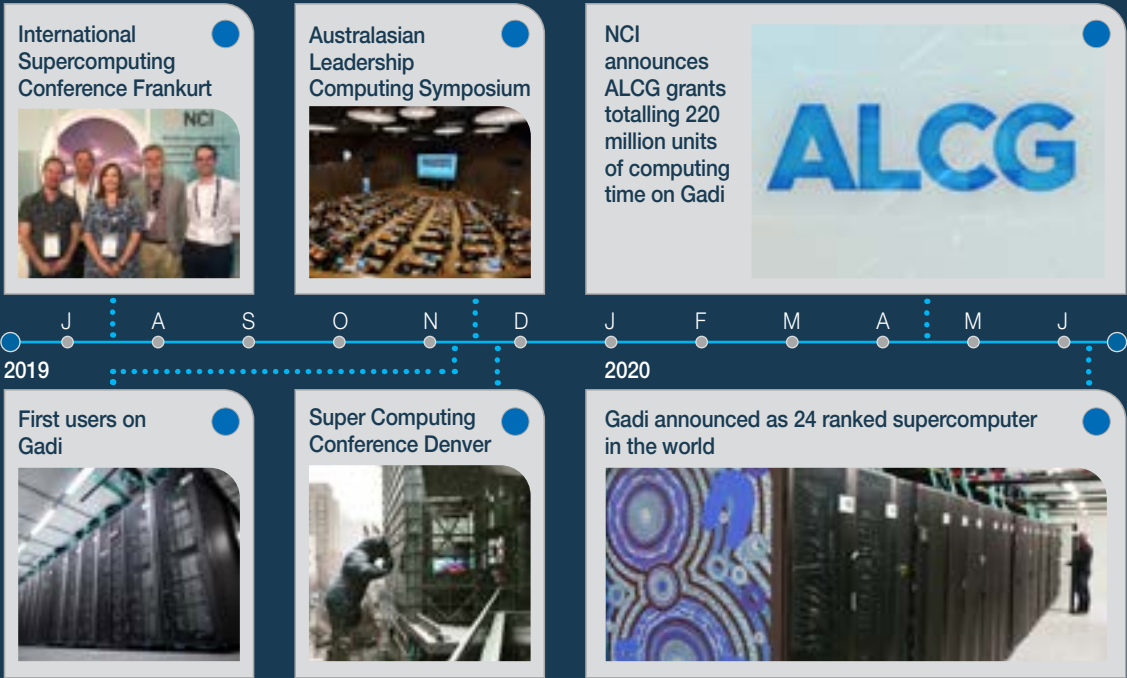 International
Supercomputing
Conference Frankurt
NCI
Australasian
Leadership
Computing Symposium
NCI
announces
ALCG grants
totalling 220
million units
of computing
time on Gadi
ALCG
J A S O N D J F M A M J
2019 2020
First users on
Gadi
Super Computing
Conference Denver
Gadi announced as 24 ranked supercomputer
in the world